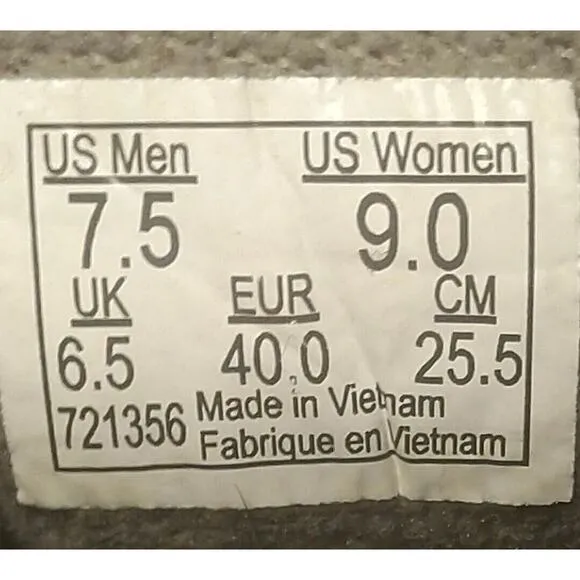 US Men US Women
7.5 9.0
UK EUR CM
6.5 40.0 25.5
721356 Made in Vietnam
Fabrique en Vietnam